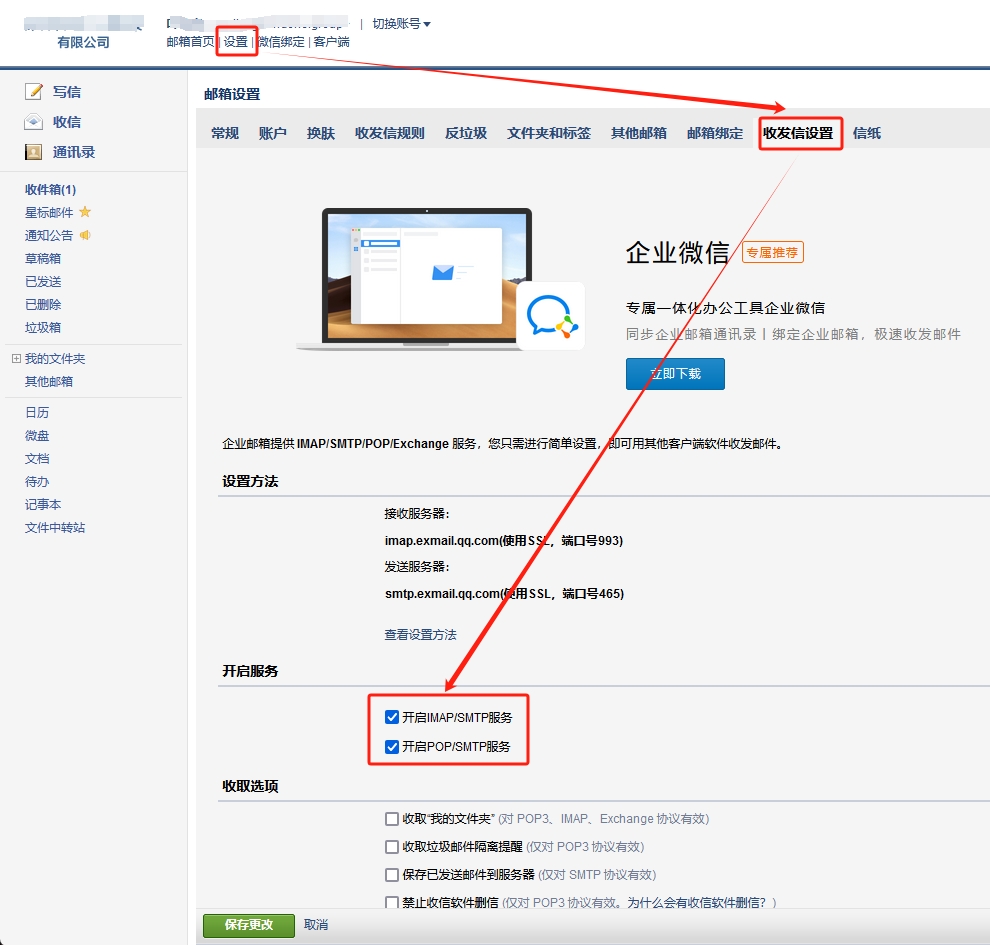 切换账号
有限公司
邮箱首页 | 设置 | 微信绑定 | 客户端
写信
收信
通讯录
收件箱(1)
星标邮件
通知公告
草稿箱
已发送
已删除
垃圾箱
我的文件夹
其他邮箱
日历
微盘
文档
待办
记事本
文件中转站
邮箱设置
常规 账户 换肤 收发信规则 反垃圾 文件夹和标签 其他邮箱 邮箱绑定 收发信设置 信纸
企业微信 专属推荐
专属一体化办公工具企业微信
同步企业邮箱通讯录丨绑定企业邮箱，极速收发邮件
立即下载
企业邮箱提供 IMAP/SMTP/POP/Exchange 服务，您只需进行简单设置，即可用其他客户端软件收发邮件。
设置方法
接收服务器：
imap.exmail.qq.com(使用SSL，端口号993)
发送服务器：
smtp.exmail.qq.com(使用SSL，端口号465)
查看设置方法
开启服务
开启IMAP/SMTP服务
开启POP/SMTP服务
收取选项
收取“我的文件夹” (对 POP3、IMAP、Exchange 协议有效)
收取垃圾邮件隔离提醒 (仅对 POP3 协议有效)
保存已发送邮件到服务器 (仅对 SMTP 协议有效)
禁止收信软件删信 (仅对 POP3 协议有效。为什么会有收信软件删信？)
保存更改 取消